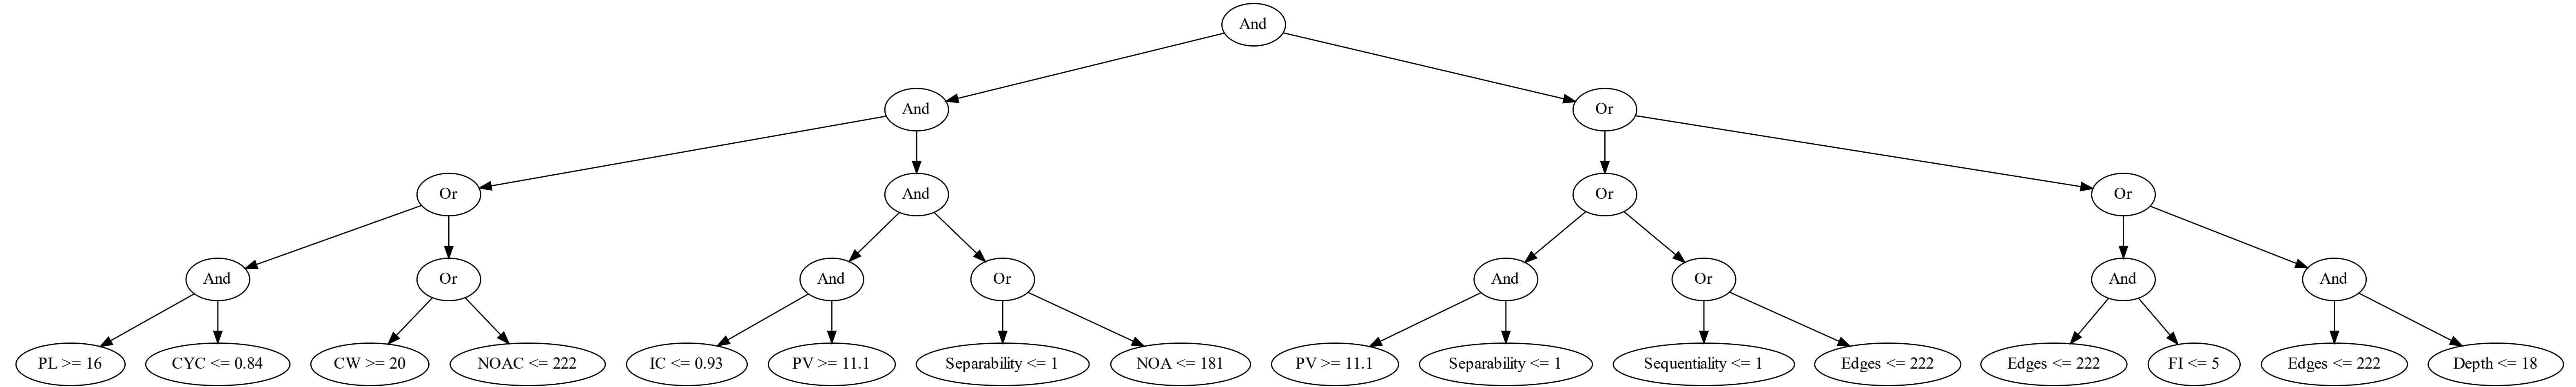 And
And
Or
Or
And
Or
Or
And
Or
And
Or
And
Or
And
And
PL >= 16
CYC <= 0.84
CW >= 20
NOAC <= 222
IC <= 0.93
PV >= 11.1
Separability <= 1
NOA <= 181
PV >= 11.1
Separability <= 1
Sequentiality <= 1
Edges <= 222
Edges <= 222
FI <= 5
Edges <= 222
Depth <= 18